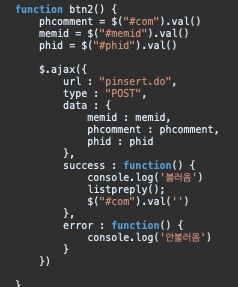 function btn2() {
    phcomment = $("#com").val()
    memid = $("#memid").val()
    phid = $("#phid").val()

    $.ajax({
        url : "pinsert.do",
        type : "POST",
        data : {
            memid : memid,
            phcomment : phcomment,
            phid : phid
        },
        success : function() {
            console.log('불러옴')
            listpreply();
            $("#com").val('')
        },
        error : function() {
            console.log('안불러옴')
        }
    })

}